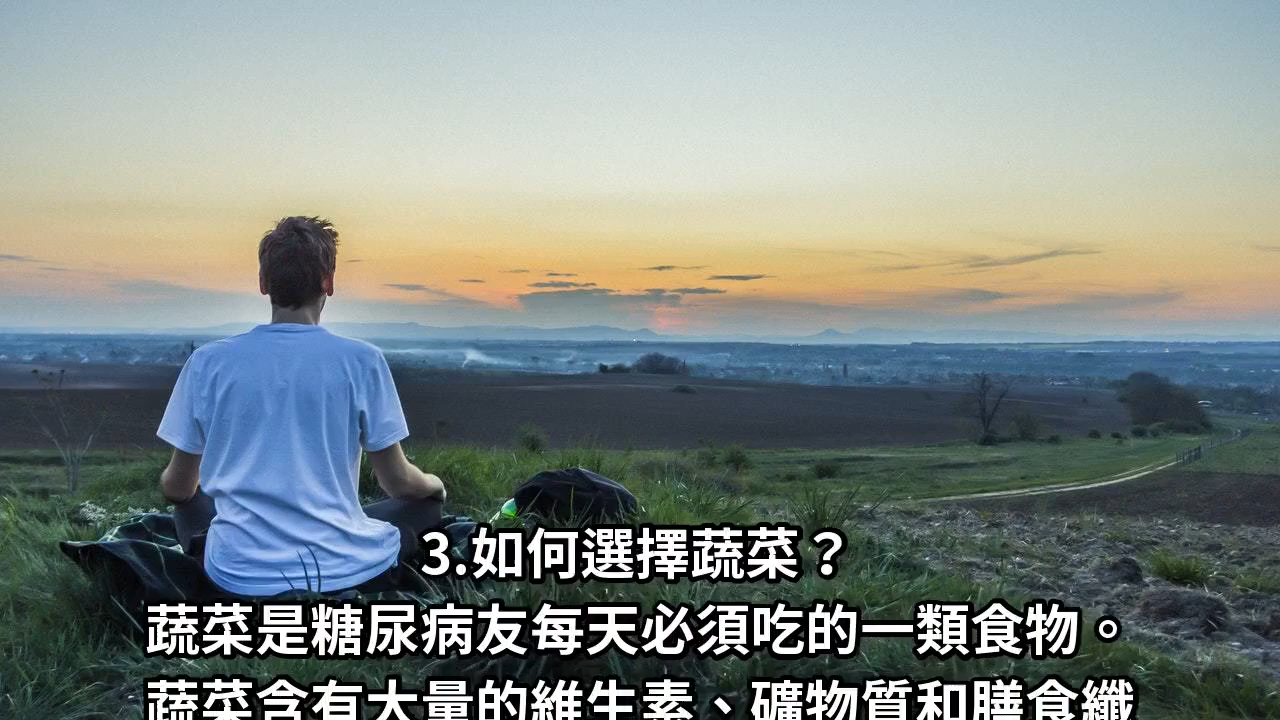 3.如何選擇蔬菜？
蔬菜是糖尿病友每天必須吃的一類食物。
蔬菜含有大量的維生素、礦物質和膳食纖